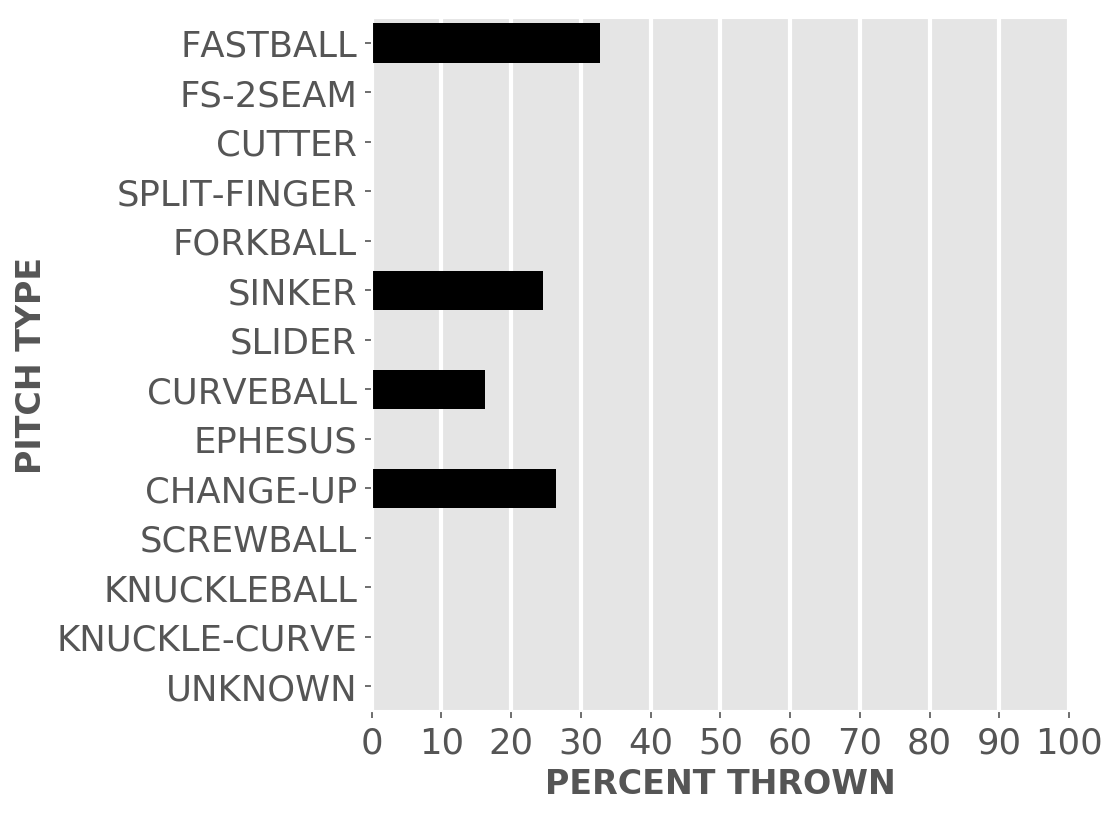 PITCH TYPE
FASTBALL
FS-2SEAM
CUTTER
SPLIT-FINGER
FORKBALL
SINKER
SLIDER
CURVEBALL
EPHESUS
CHANGE-UP
SCREWBALL
KNUCKLEBALL
KNUCKLE-CURVE
UNKNOWN
0 10 20 30 40 50 60 70 80 90 100
PERCENT THROWN